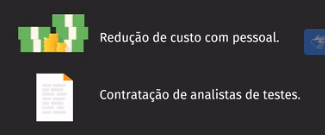 Redução de custo com pessoal.
Contratação de analistas de testes.